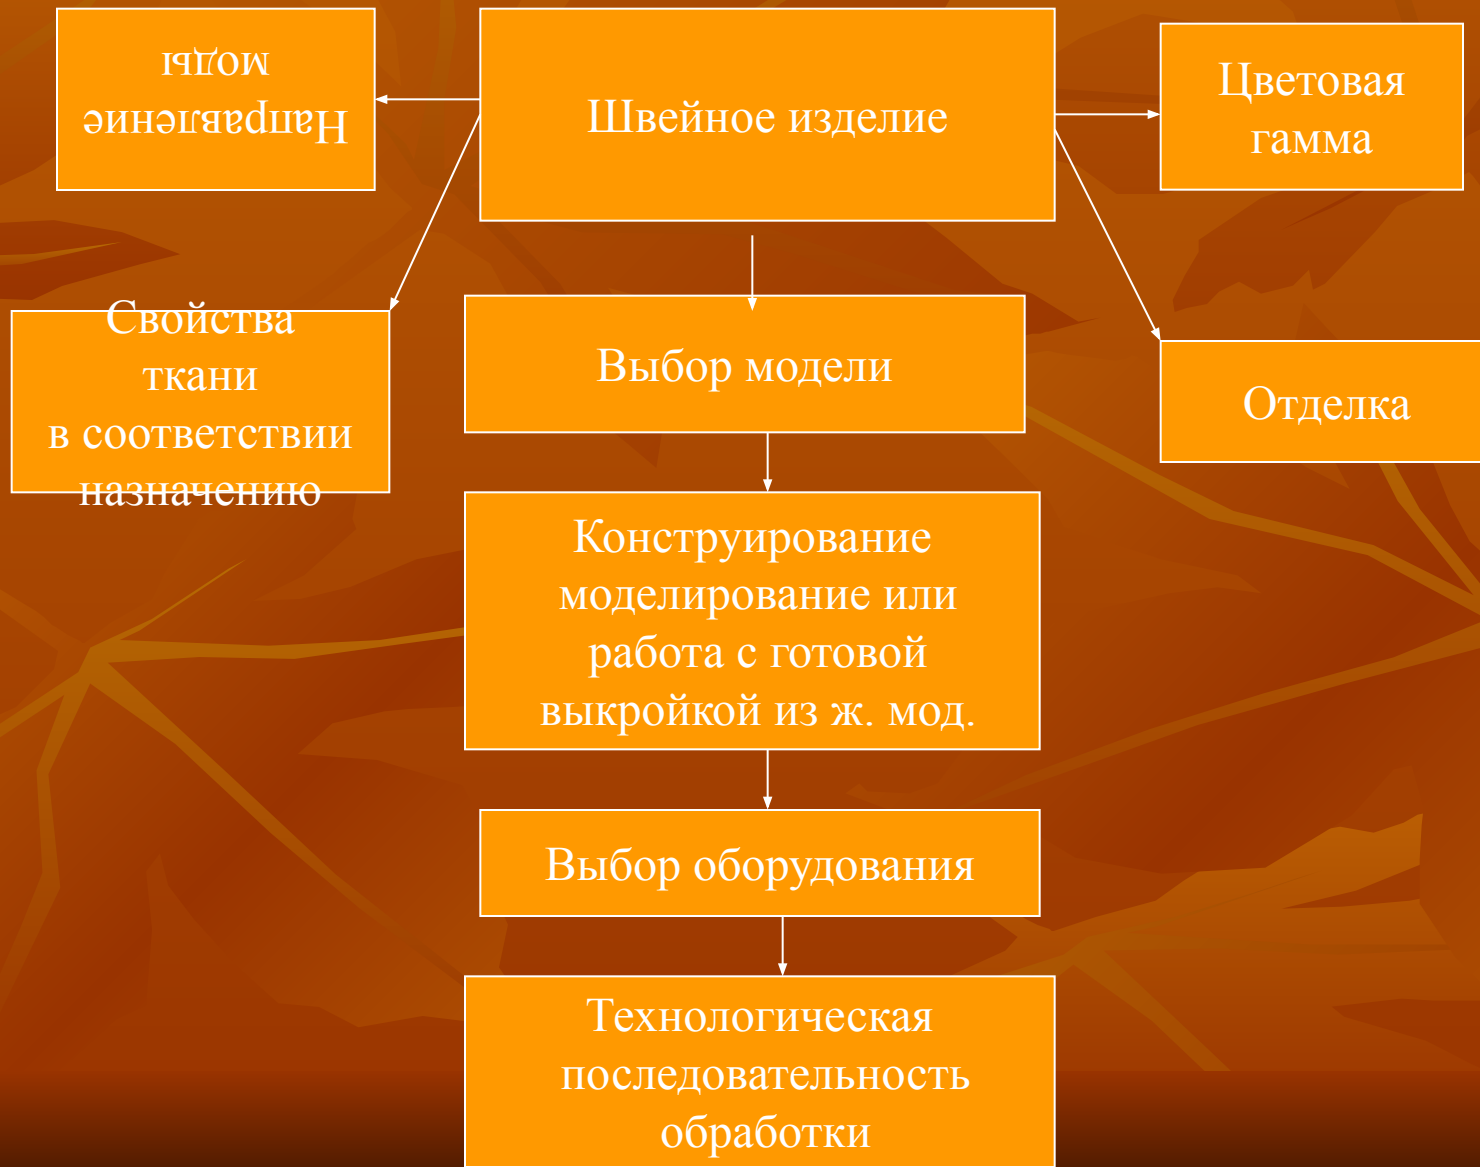 Направление
моды
Швейное изделие
Цветовая
гамма
Свойства
ткани
в соответствии
назначению
Выбор модели
Отделка
Конструирование
моделирование или
работа с готовой
выкройкой из ж. мод.
Выбор оборудования
Технологическая
последовательность
обработки